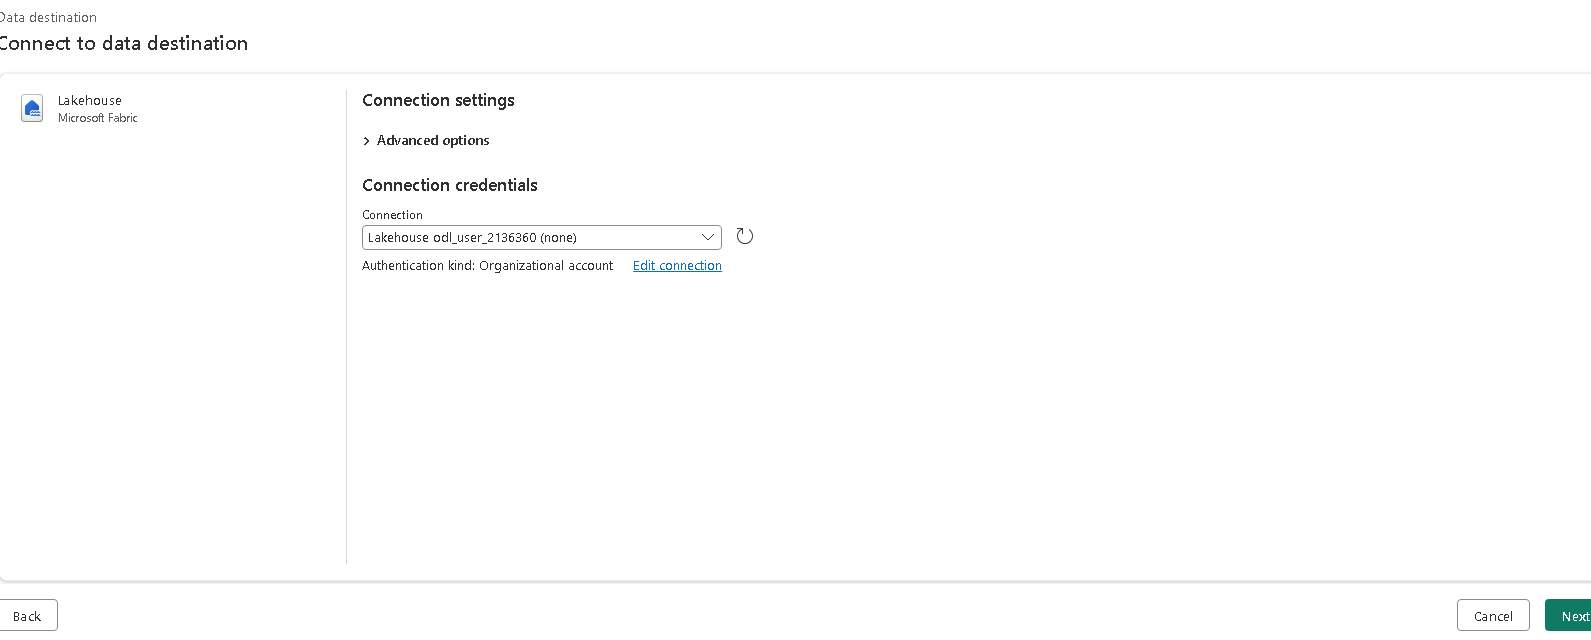 Data destination
Connect to data destination
Lakehouse
Microsoft Fabric
Connection settings
Advanced options
Connection credentials
Connection
Lakehouse odl_user_2136360 (none)
Authentication kind: Organizational account Edit connection
Back
Cancel
Next